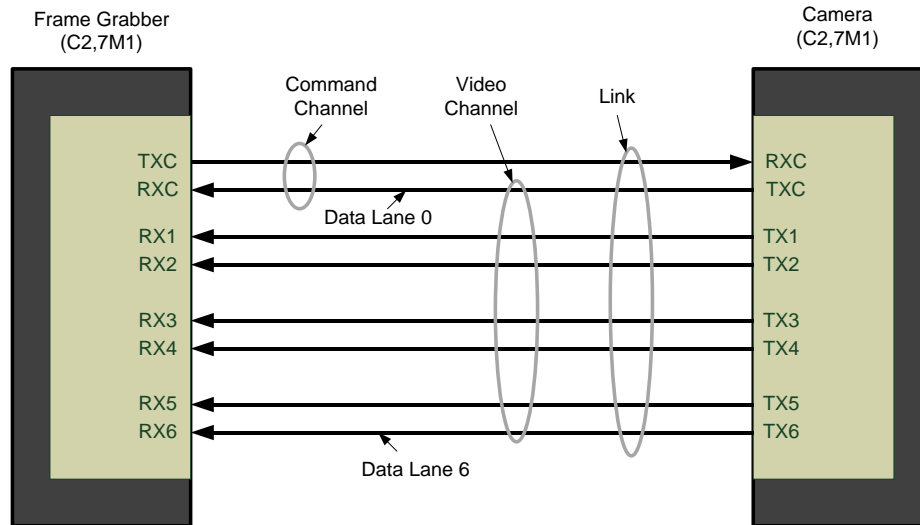 Frame Grabber
(C2,7M1)
Camera
(C2,7M1)
Command
Channel
Video
Channel
Link
TXC
RXC
RXC
TXC
Data Lane 0
RX1
TX1
RX2
TX2
RX3
TX3
RX4
TX4
RX5
TX5
RX6
TX6
Data Lane 6